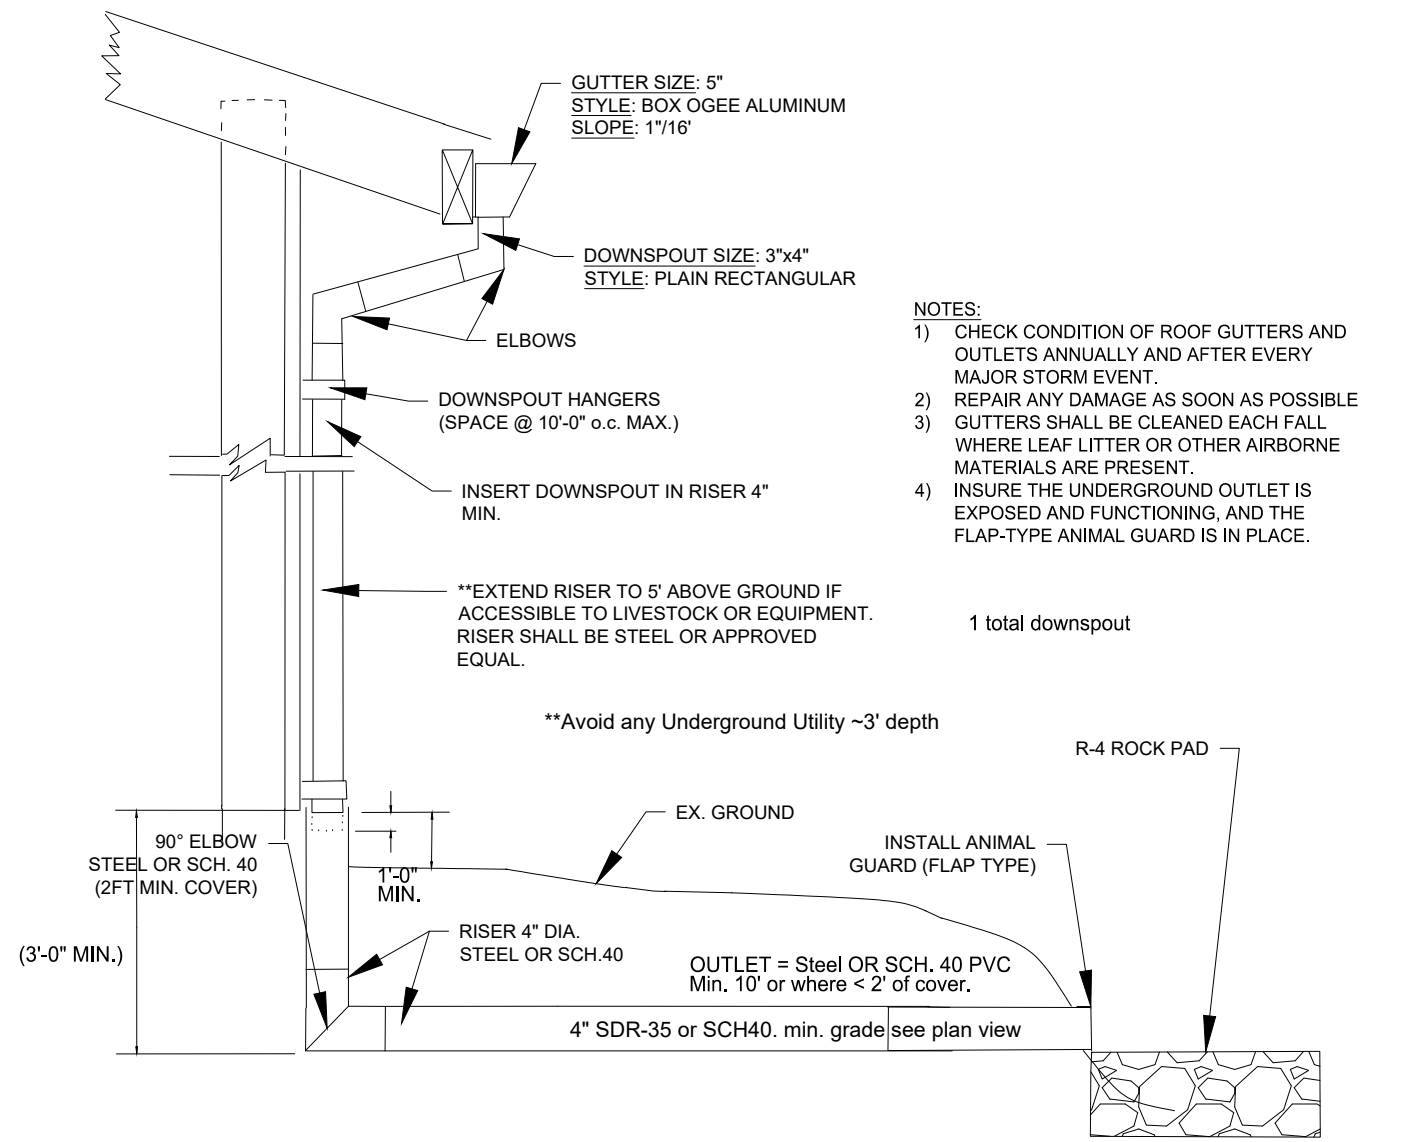 GUTTER SIZE: 5"
STYLE: BOX OGEE ALUMINUM
SLOPE: 1"/16'
DOWNSPOUT SIZE: 3"x4"
STYLE: PLAIN RECTANGULAR
ELBOWS
DOWNSPOUT HANGERS
(SPACE @ 10'-0" o.c. MAX.)
INSERT DOWNSPOUT IN RISER 4"
MIN.
**EXTEND RISER TO 5' ABOVE GROUND IF
ACCESSIBLE TO LIVESTOCK OR EQUIPMENT.
RISER SHALL BE STEEL OR APPROVED
EQUAL.
NOTES:
1) CHECK CONDITION OF ROOF GUTTERS AND
OUTLETS ANNUALLY AND AFTER EVERY
MAJOR STORM EVENT.
2) REPAIR ANY DAMAGE AS SOON AS POSSIBLE
3) GUTTERS SHALL BE CLEANED EACH FALL
WHERE LEAF LITTER OR OTHER AIRBORNE
MATERIALS ARE PRESENT.
4) INSURE THE UNDERGROUND OUTLET IS
EXPOSED AND FUNCTIONING, AND THE
FLAP-TYPE ANIMAL GUARD IS IN PLACE.
1 total downspout
**Avoid any Underground Utility ~3' depth
R-4 ROCK PAD
EX. GROUND
INSTALL ANIMAL
GUARD (FLAP TYPE)
90° ELBOW
STEEL OR SCH. 40
(2FT MIN. COVER)
1'-0"
MIN.
(3'-0" MIN.)
RISER 4" DIA.
STEEL OR SCH.40
OUTLET = Steel OR SCH. 40 PVC
Min. 10' or where < 2' of cover.
4" SDR-35 or SCH40. min. grade see plan view